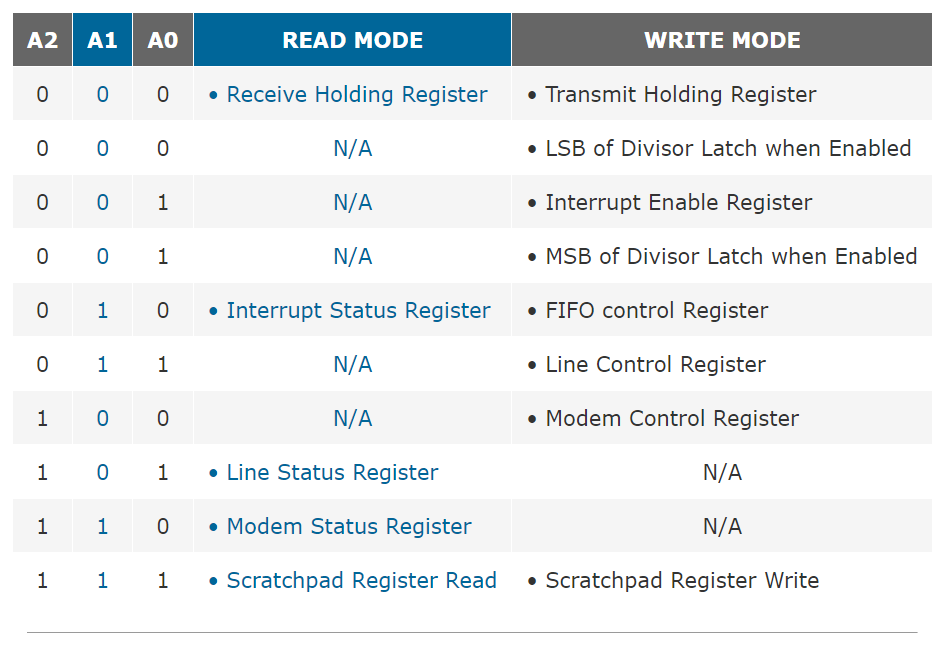 A2 A1 A0 READ MODE WRITE MODE
0 0 0 • Receive Holding Register • Transmit Holding Register
0 0 0 N/A • LSB of Divisor Latch when Enabled
0 0 1 N/A • Interrupt Enable Register
0 0 1 N/A • MSB of Divisor Latch when Enabled
0 1 0 • Interrupt Status Register • FIFO control Register
0 1 1 N/A • Line Control Register
1 0 0 N/A • Modem Control Register
1 0 1 • Line Status Register N/A
1 1 0 • Modem Status Register N/A
1 1 1 • Scratchpad Register Read • Scratchpad Register Write